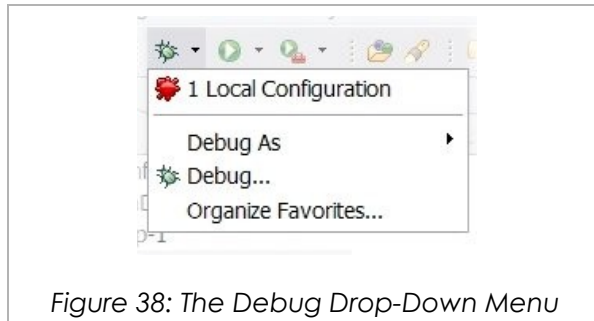 1 Local Configuration
Debug As
Debug...
Organize Favorites...
Figure 38: The Debug Drop-Down Menu